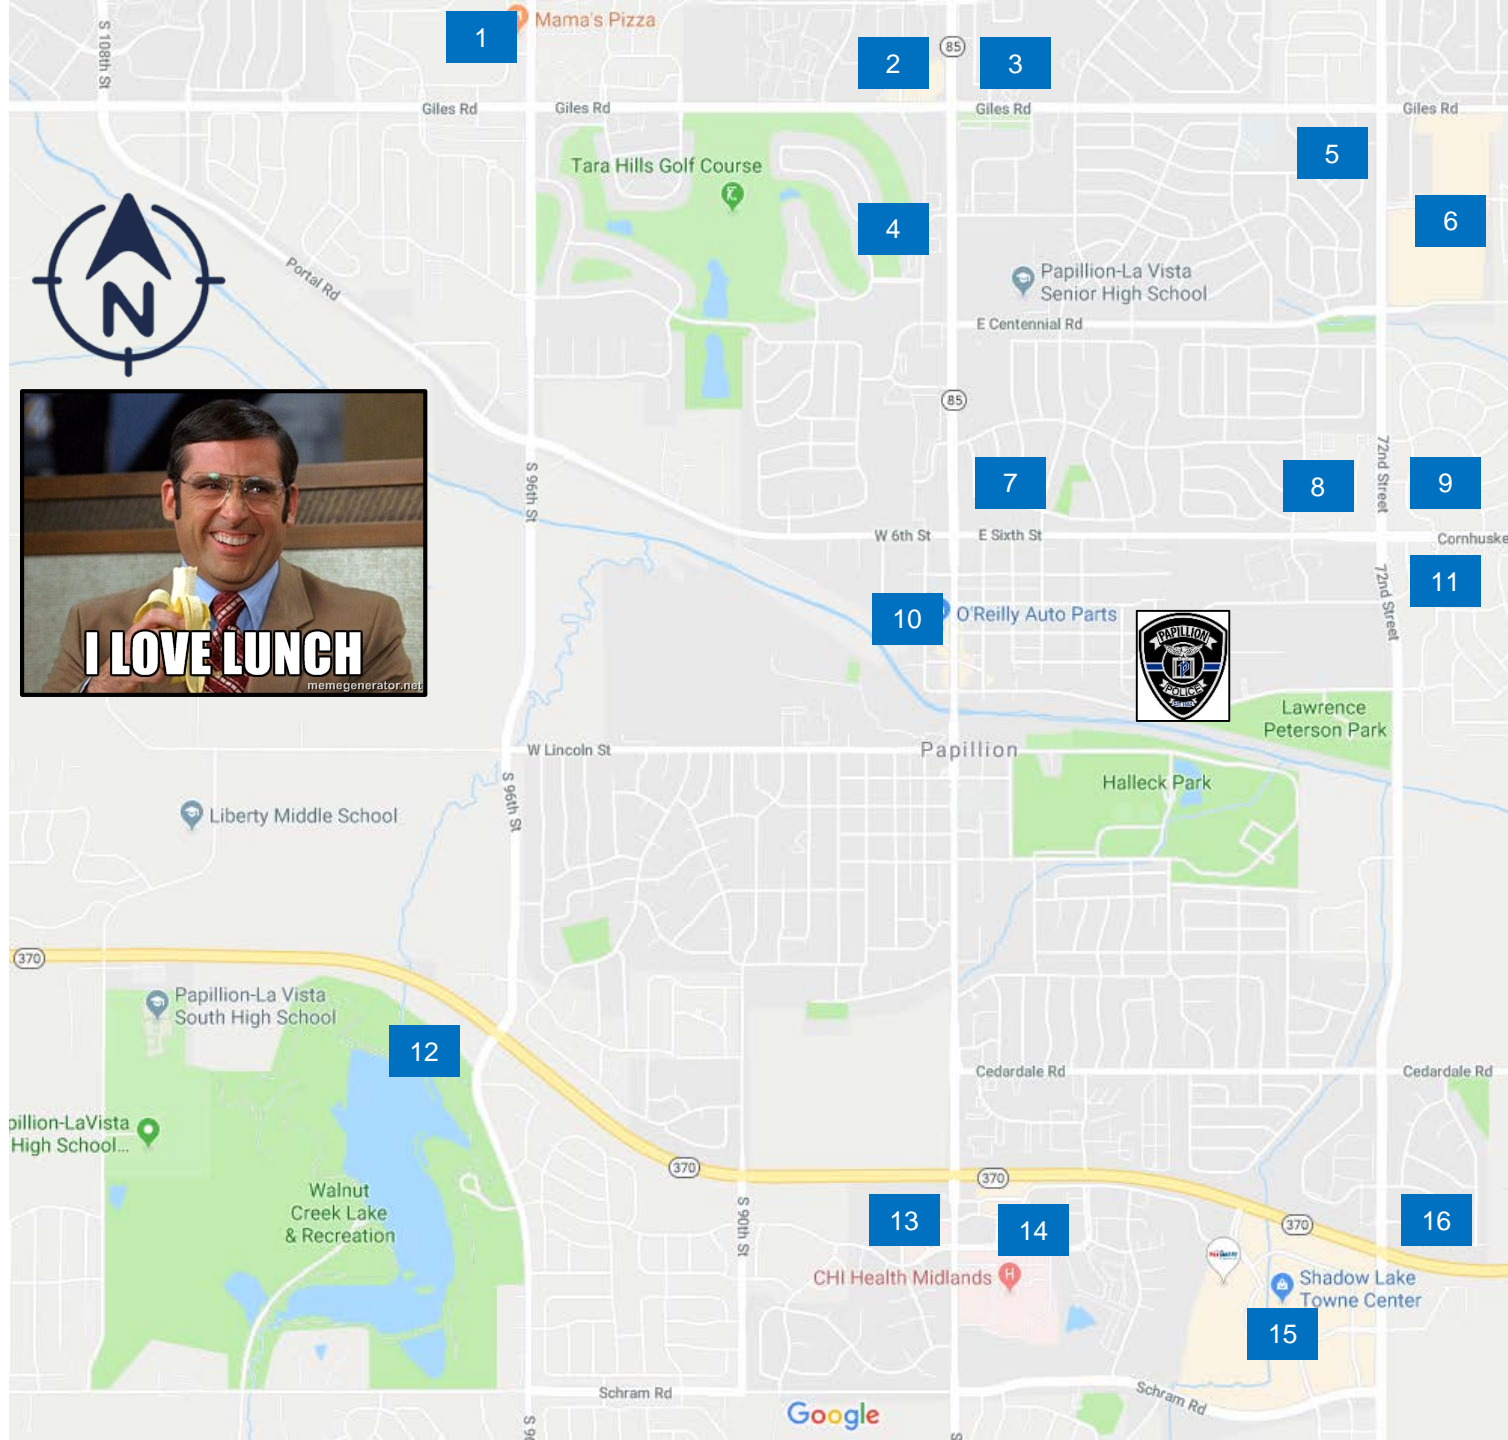 Mama's Pizza
1
2
85
3
S 108th St
Giles Rd
Giles Rd
Giles Rd
Giles Rd
5
Tara Hills Golf Course
4
6
N
Portal Rd
Papillion-La Vista
Senior High School
E Centennial Rd
85
S 96th St
72nd Street
7
8
9
W 6th St
E Sixth St
Cornhuske
10
O'Reilly Auto Parts
72nd Street
11
I LOVE LUNCH
memegenerator.net
PAPILLION
POLICE
Lawrence
Peterson Park
W Lincoln St
Papillion
S 96th St
Halleck Park
Liberty Middle School
370
Papillion-La Vista
South High School
12
Cedardale Rd
Cedardale Rd
pillion-LaVista
High School...
370
370
Walnut
Creek Lake
& Recreation
S 90th St
13
14
370
16
CHI Health Midlands
H
Shadow Lake
Towne Center
15
Schram Rd
Schram Rd
Google
S 96
S